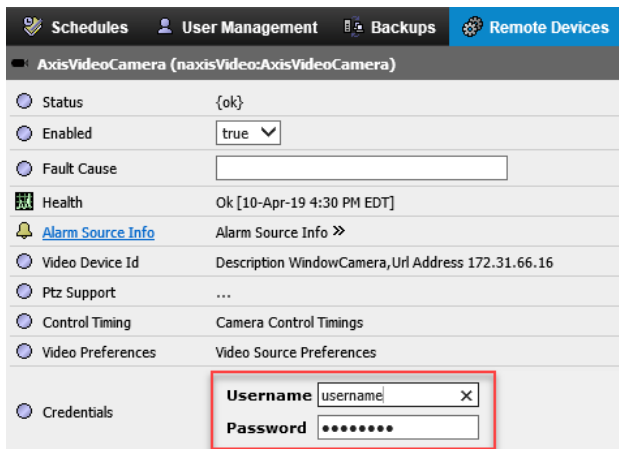 Schedules User Management Backups Remote Devices
AxisVideoCamera (naxisVideo:AxisVideoCamera)
Status {ok}
Enabled true
Fault Cause
Health Ok [10-Apr-19 4:30 PM EDT]
Alarm Source Info Alarm Source Info »
Video Device Id Description WindowCamera,Url Address 172.31.66.16
Ptz Support ...
Control Timing Camera Control Timings
Video Preferences Video Source Preferences
Username username
Credentials
Password ••••••••